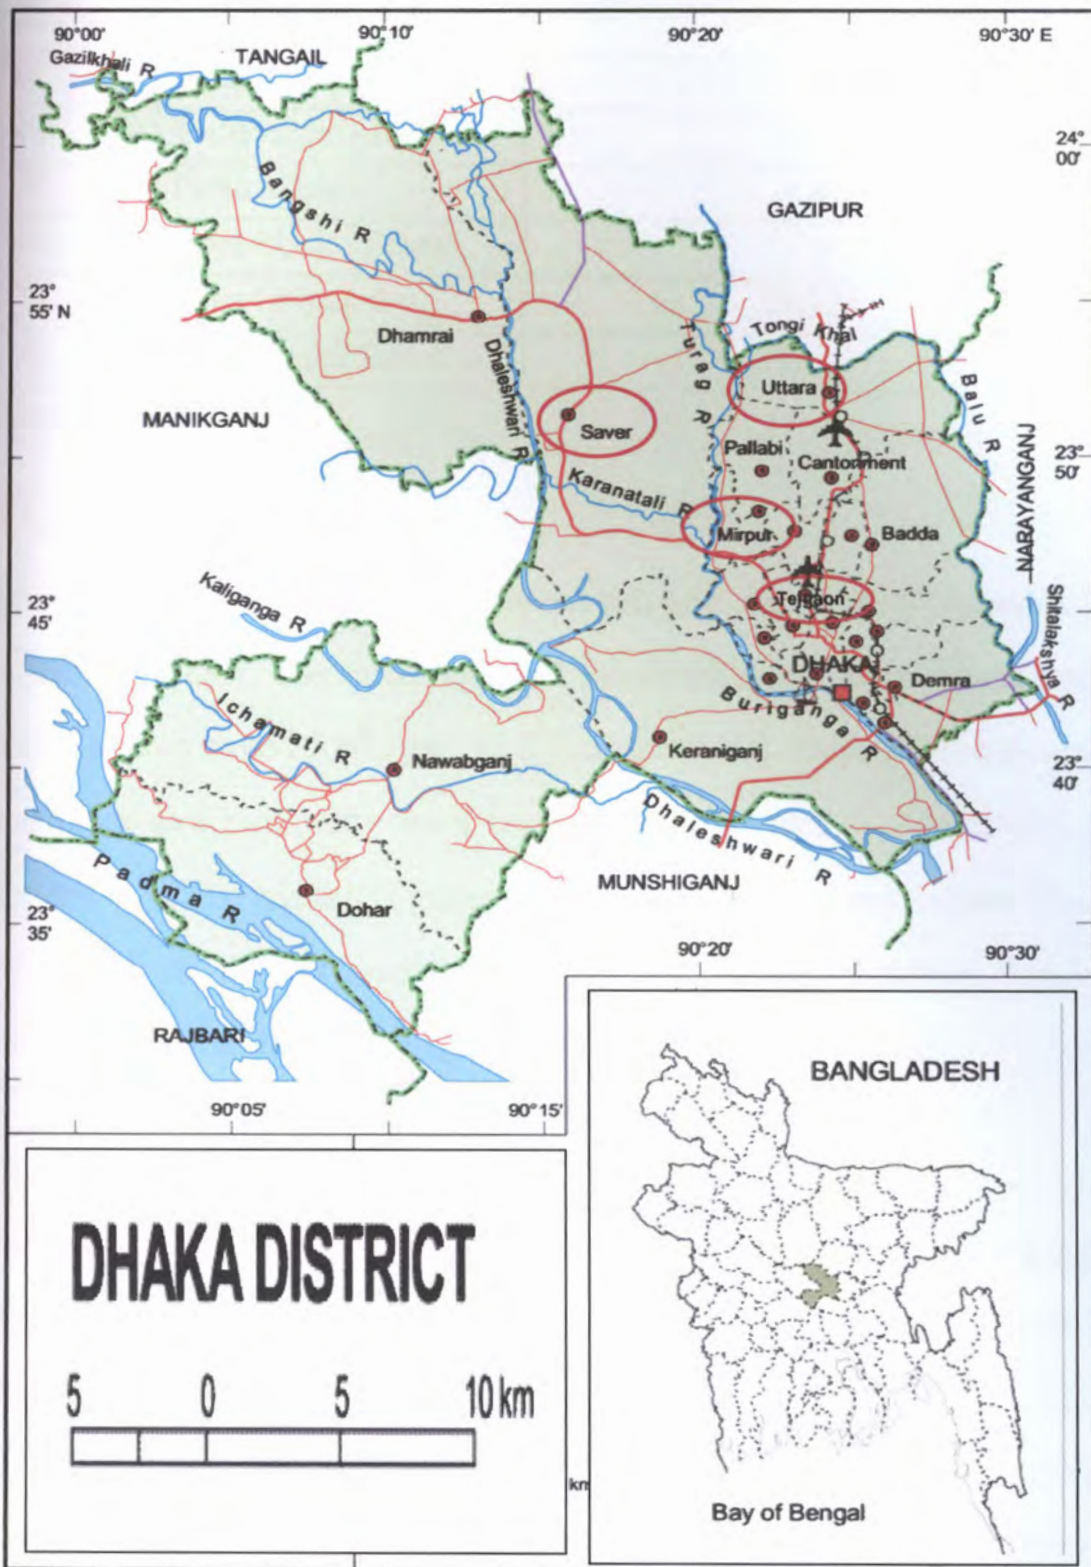 90°00'
90°10'
90°20'
90°30' E
Gazilkhali R
TANGAIL
24°
00'
Bangshi R
GAZIPUR
23°
55' N
Dhamrai
Dhaleshwari R
Turag R
Tongi Khal
Uttara
Balu R
MANIKGANJ
Saver
Pallabi
Cantonment
23°
50'
Karanatali R
Mirpur
Badda
NARAYANGANJ
Kaliganga R
Tejgaon
23°
45'
Shitalakshya R
DHAKA
Demra
Ichamati R
Buriganga R
Nawabganj
Keraniganj
23°
40'
Dhaleshwari R
Padma R
MUNSHIGANJ
23°
35'
Dohar
90°20'
90°30'
RAJBARI
90°05'
90°15'
BANGLADESH
DHAKA DISTRICT
5 0 5 10 km
km
Bay of Bengal